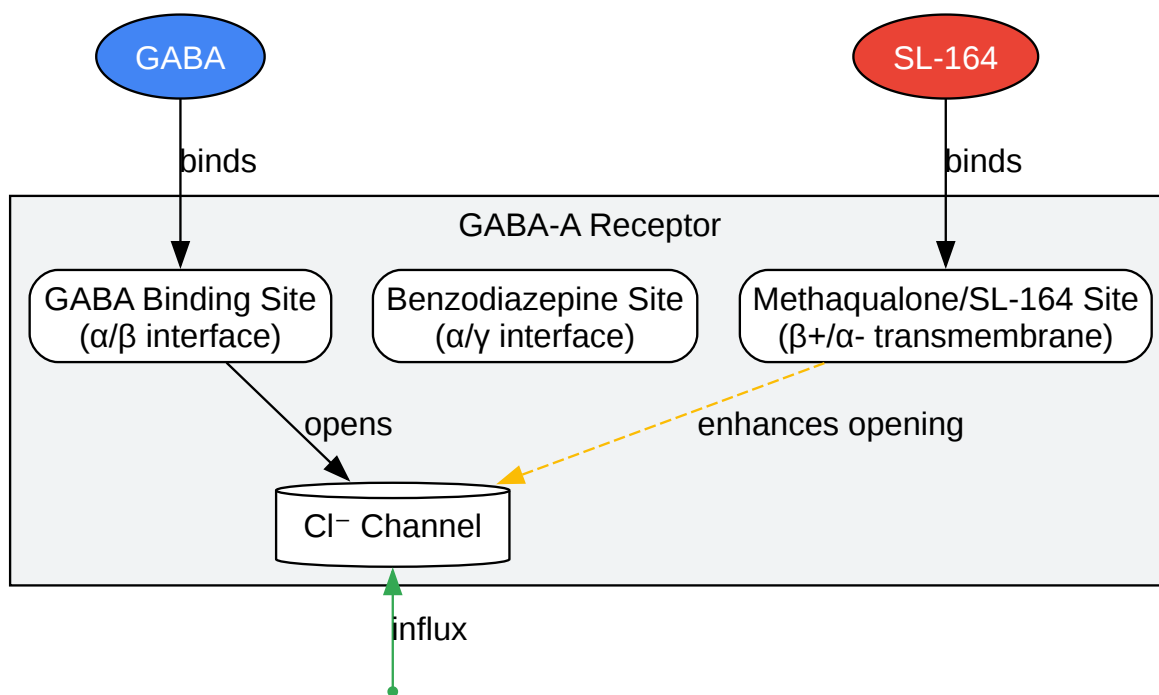 GABA
SL-164
binds
binds
GABA-A Receptor
GABA Binding Site
(α/β interface)
Benzodiazepine Site
(α/γ interface)
Methaqualone/SL-164 Site
(β+/α- transmembrane)
opens
enhances opening
Cl⁻ Channel
influx